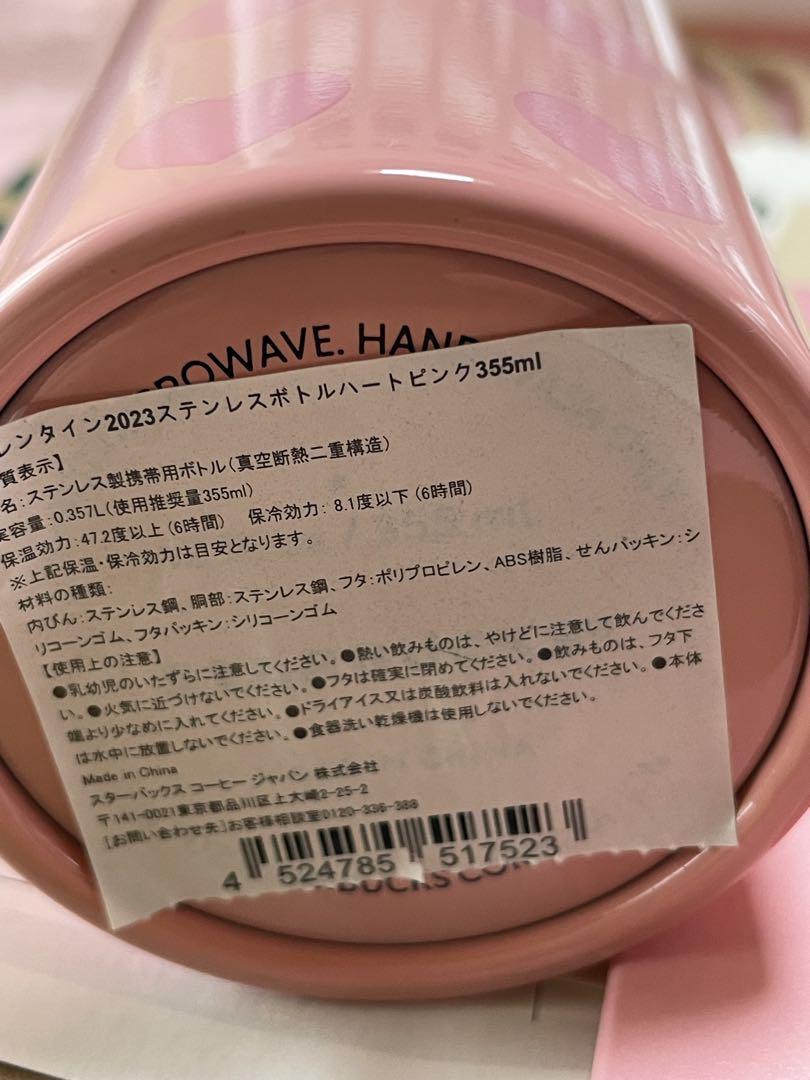 ROWAVE. HAND
レンタイン2023ステンレスボトルハートピンク355ml
質表示】
名：ステンレス製携帯用ボトル（真空断熱二重構造）
実容量：0.357L（使用推奨量355ml）
保温効力：47.2度以上（6時間） 保冷効力：8.1度以下（6時間）
※上記保温・保冷効力は目安となります。
材料の種類：
内びん：ステンレス鋼、胴部：ステンレス鋼、フタ：ポリプロピレン、ABS樹脂、せんパッキン：シ
リコーンゴム、フタパッキン：シリコーンゴム
【使用上の注意】
●乳幼児のいたずらに注意してください。●熱い飲みものは、やけどに注意して飲んでくださ
い。●火気に近づけないでください。●フタは確実に閉めてください。●飲みものは、フタ下
端より少なめに入れてください。●ドライアイス又は炭酸飲料は入れないでください。●本体
は水中に放置しないでください。●食器洗い乾燥機は使用しないでください。
Made in China
スターバックス コーヒー ジャパン 株式会社
〒141-0021東京都品川区上大崎2-25-2
［お問い合わせ先］お客様相談室0120-336-388
4 524785 517523
BUCKS CO